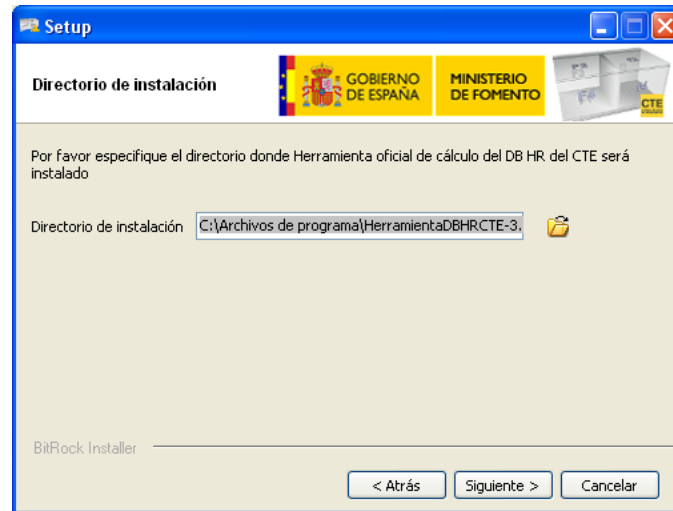 Setup
Directorio de instalación
GOBIERNO
DE ESPAÑA
MINISTERIO
DE FOMENTO
CTE
Por favor especifique el directorio donde Herramienta oficial de cálculo del DB HR del CTE será
instalado
Directorio de instalación C:\Archivos de programa\HerramientaDBHRCTE-3.
BitRock Installer
< Atrás Siguiente > Cancelar